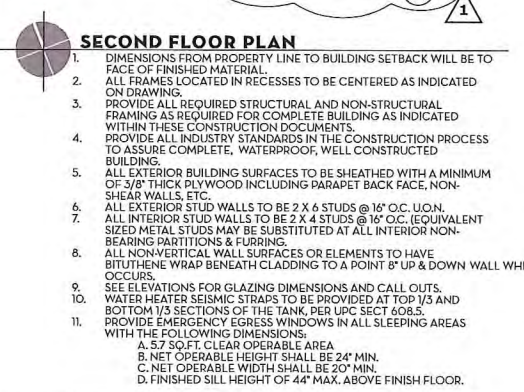 1
SECOND FLOOR PLAN
1. DIMENSIONS FROM PROPERTY LINE TO BUILDING SETBACK WILL BE TO
FACE OF FINISHED MATERIAL.
2. ALL FRAMES LOCATED IN RECESSES TO BE CENTERED AS INDICATED
ON DRAWING.
3. PROVIDE ALL REQUIRED STRUCTURAL AND NON-STRUCTURAL
FRAMING AS REQUIRED FOR COMPLETE BUILDING AS INDICATED
WITHIN THESE CONSTRUCTION DOCUMENTS.
4. PROVIDE ALL INDUSTRY STANDARDS IN THE CONSTRUCTION PROCESS
TO ASSURE COMPLETE, WATERPROOF, WELL CONSTRUCTED
BUILDING.
5. ALL EXTERIOR BUILDING SURFACES TO BE SHEATHED WITH A MINIMUM
OF 3/8" THICK PLYWOOD INCLUDING PARAPET BACK FACE, NON-
SHEAR WALLS, ETC.
6. ALL EXTERIOR STUD WALLS TO BE 2 X 6 STUDS @ 16" O.C. U.O.N.
7. ALL INTERIOR STUD WALLS TO BE 2 X 4 STUDS @ 16" O.C. (EQUIVALENT
SIZED METAL STUDS MAY BE SUBSTITUTED AT ALL INTERIOR NON-
BEARING PARTITIONS & FURRING.
8. ALL NON-VERTICAL WALL SURFACES OR ELEMENTS TO HAVE
BITUTHENE WRAP BENEATH CLADDING TO A POINT 8" UP & DOWN WALL WH
OCCURS.
9. SEE ELEVATIONS FOR GLAZING DIMENSIONS AND CALL OUTS.
10. WATER HEATER SEISMIC STRAPS TO BE PROVIDED AT TOP 1/3 AND
BOTTOM 1/3 SECTIONS OF THE TANK, PER UPC SECT 608.5.
11. PROVIDE EMERGENCY EGRESS WINDOWS IN ALL SLEEPING AREAS
WITH THE FOLLOWING DIMENSIONS:
A. 5.7 SQ.FT. CLEAR OPERABLE AREA
B. NET OPERABLE HEIGHT SHALL BE 24" MIN.
C. NET OPERABLE WIDTH SHALL BE 20" MIN.
D. FINISHED SILL HEIGHT OF 44" MAX. ABOVE FINISH FLOOR.